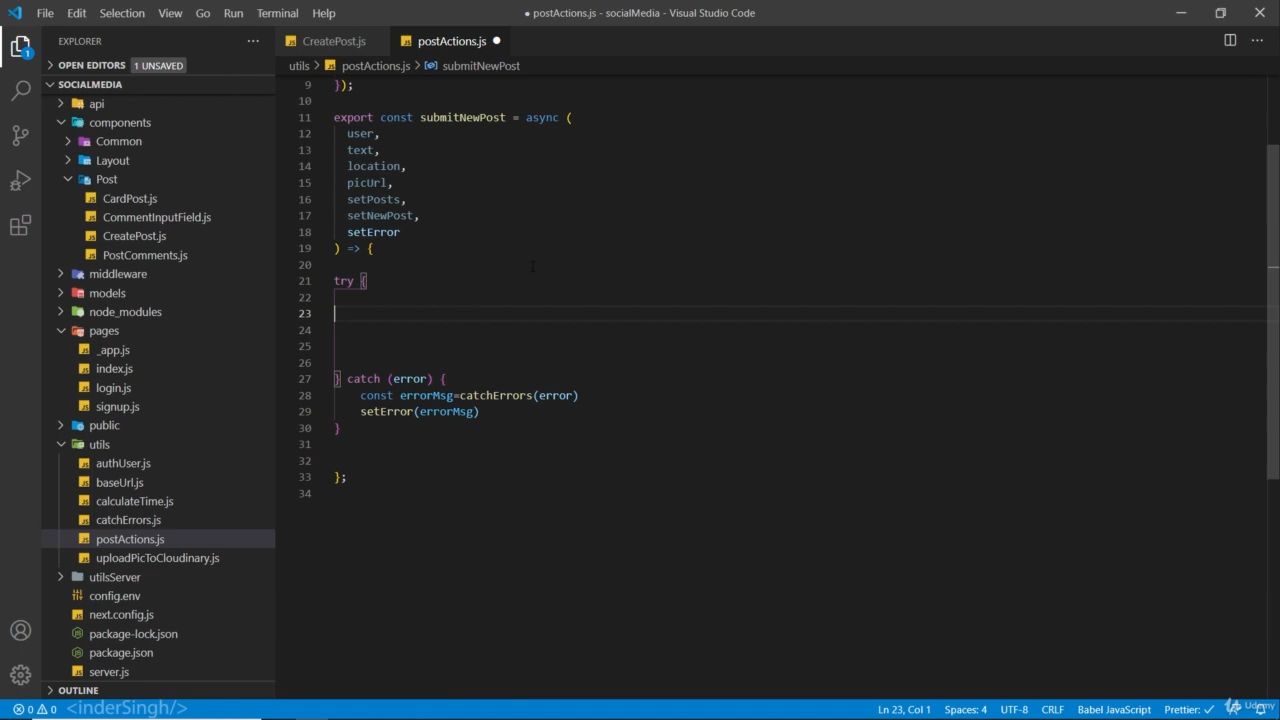 File Edit Selection View Go Run Terminal Help
● postActions.js - socialMedia - Visual Studio Code
EXPLORER
OPEN EDITORS 1 UNSAVED
SOCIALMEDIA
api
components
Common
Layout
Post
CardPost.js
CommentInputField.js
CreatePost.js
PostComments.js
middleware
models
node_modules
pages
_app.js
index.js
login.js
signup.js
public
utils
authUser.js
baseUrl.js
calculateTime.js
catchErrors.js
postActions.js
uploadPicToCloudinary.js
utilsServer
config.env
next.config.js
package-lock.json
package.json
server.js
OUTLINE
CreatePost.js postActions.js
utils > postActions.js > submitNewPost
9 });
10
11 export const submitNewPost = async (
12 user,
13 text,
14 location,
15 picUrl,
16 setPosts,
17 setNewPost,
18 setError
19 ) => {
20
21 try {
22
23
24
25
26
27 } catch (error) {
28 const errorMsg=catchErrors(error)
29 setError(errorMsg)
30 }
31
32
33 };
34
0 0 <inderSingh/>
Ln 23, Col 1 Spaces: 4 UTF-8 CRLF Babel JavaScript Prettier: ✓
Udemy
1